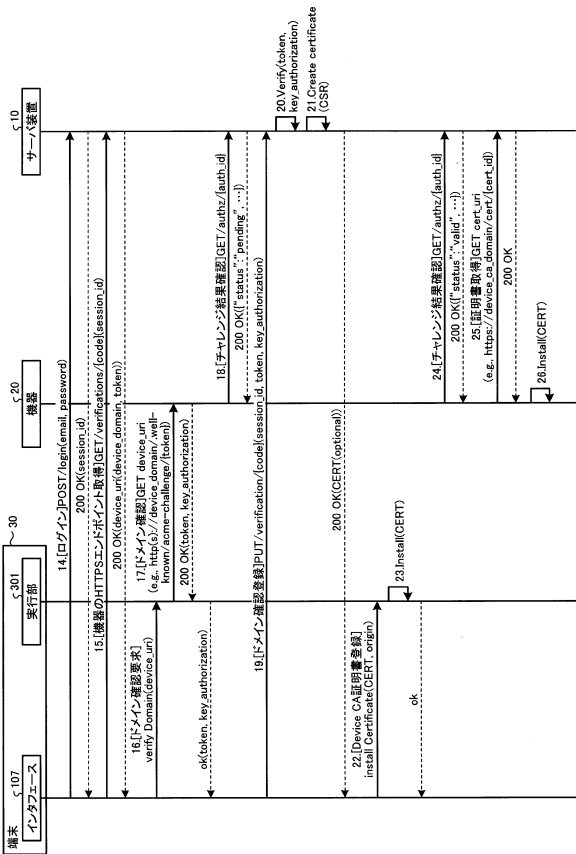 端末
30
107
インタフェース
301
実行部
20
機器
10
サーバ装置
14.[ログイン]POST/login(email, password)
200 OK(session_id)
15.[機器のHTTPSエンドポイント取得]GET/verifications/[code](session_id)
200 OK(device_uri(device_domain, token))
16.[ドメイン確認要求]
verify Domain(device_uri)
17.[ドメイン確認]GET device_uri
(e.g., http(s)://device_domain/.well-
known/acme-challenge/[token])
200 OK(token, key_authorization)
ok(token, key_authorization)
18.[チャレンジ結果確認]GET/authz/[auth_id]
200 OK(["status":"pending", …])
19.[ドメイン確認登録]PUT/verification/[code](session_id, token, key_authorization)
20.Verify(token,
key_authorization)
21.Create certificate
(CSR)
200 OK(CERT(optional))
22.[Device CA証明書登録]
install Certificate(CERT, origin)
23.Install(CERT)
ok
24.[チャレンジ結果確認]GET/authz/[auth_id]
200 OK(["status":"valid", …])
25.[証明書取得]GET cert_uri
(e.g., https://device_ca_domain/cert/[cert_id])
200 OK
26.Install(CERT)